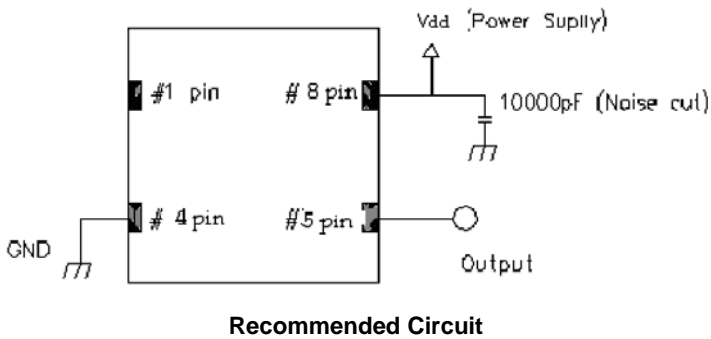 Vdd (Power Suplly)
#1 pin
# 8 pin
10000pF (Noise cut)
# 4 pin
#5 pin
GND
Output
Recommended Circuit